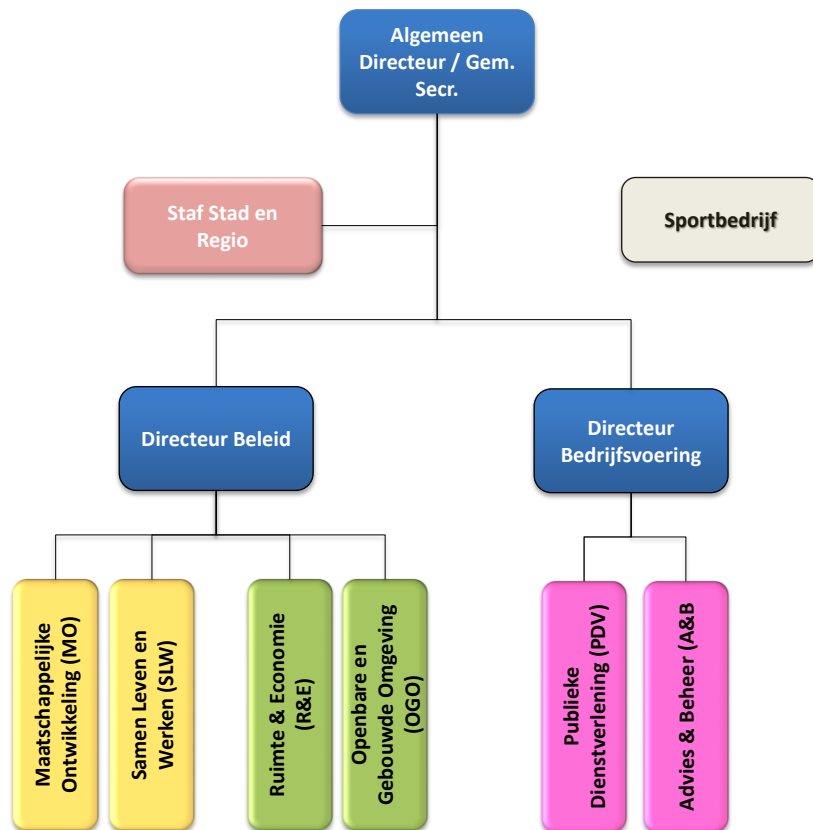 Algemeen
Directeur / Gem.
Secr.
Staf Stad en
Regio
Sportbedrijf
Directeur Beleid
Directeur
Bedrijfsvoering
Maatschappelijke
Ontwikkeling (MO)
Samen Leven en
Werken (SLW)
Ruimte & Economie
(R&E)
Openbare en
Gebouwde Omgeving
(OGO)
Publieke
Dienstverlening (PDV)
Advies & Beheer (A&B